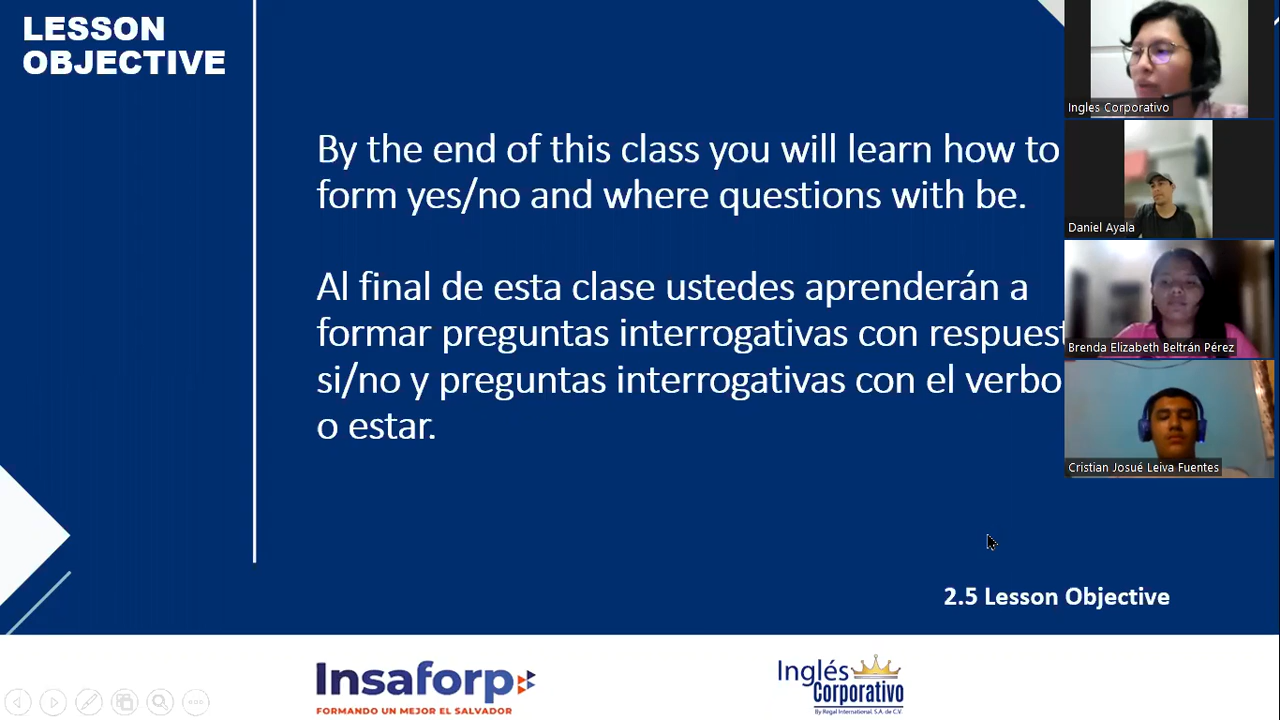 LESSON
OBJECTIVE
By the end of this class you will learn how to
form yes/no and where questions with be.
Al final de esta clase ustedes aprenderán a
formar preguntas interrogativas con respuest
si/no y preguntas interrogativas con el verbo
o estar.
2.5 Lesson Objective
Insaforp
FORMANDO UN MEJOR EL SALVADOR
Inglés
Corporativo
By Regal International, S.A. de C.V.
Ingles Corporativo
Daniel Ayala
Brenda Elizabeth Beltrán Pérez
Cristian Josué Leiva Fuentes